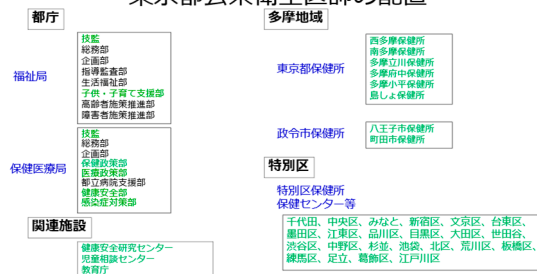 東京都公衆衛生医師の配置
都庁
福祉局
技監
総務部
企画部
指導監査部
生活福祉部
子供・子育て支援部
高齢者施策推進部
障害者施策推進部
保健医療局
技監
総務部
企画部
保健政策部
医療政策部
都立病院支援部
健康安全部
感染症対策部
関連施設
健康安全研究センター
児童相談センター
教育庁
多摩地域
東京都保健所
西多摩保健所
南多摩保健所
多摩立川保健所
多摩府中保健所
多摩小平保健所
島しょ保健所
政令市保健所
八王子市保健所
町田市保健所
特別区
特別区保健所
保健センター等
千代田、中央区、みなと、新宿区、文京区、台東区、
墨田区、江東区、品川区、目黒区、大田区、世田谷、
渋谷区、中野区、杉並、池袋、北区、荒川区、板橋区、
練馬区、足立、葛飾区、江戸川区